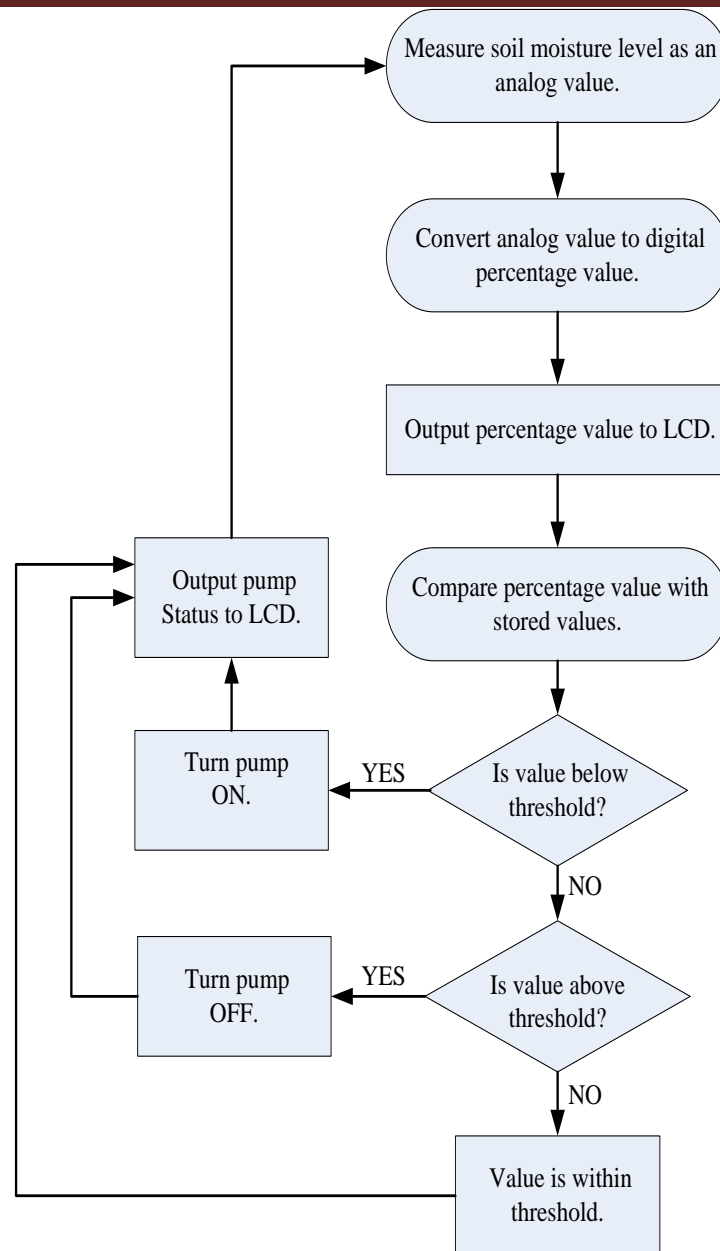 Measure soil moisture level as an
analog value.
Convert analog value to digital
percentage value.
Output percentage value to LCD.
Compare percentage value with
stored values.
Output pump
Status to LCD.
Is value below
threshold?
YES
Turn pump
ON.
NO
Is value above
threshold?
YES
Turn pump
OFF.
NO
Value is within
threshold.